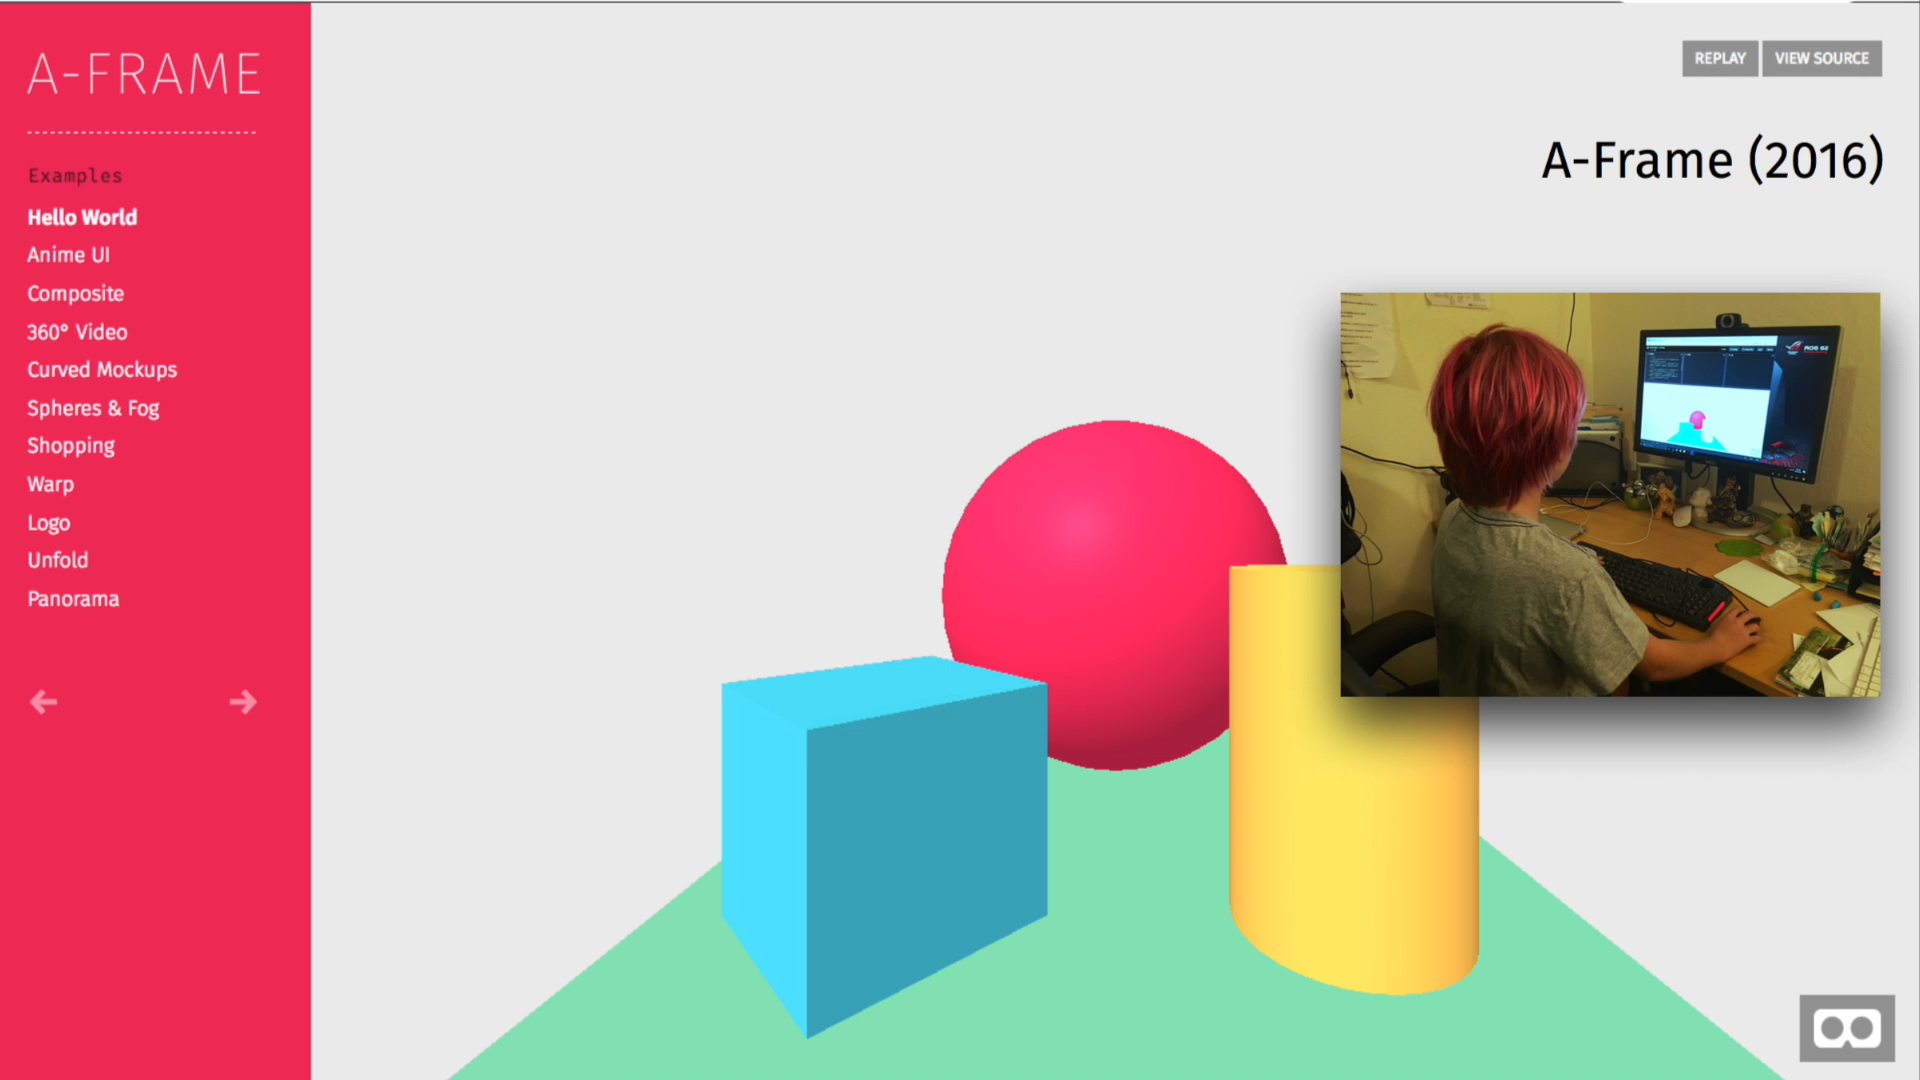 A-FRAME
Examples
Hello World
Anime UI
Composite
360° Video
Curved Mockups
Spheres & Fog
Shopping
Warp
Logo
Unfold
Panorama
REPLAY
VIEW SOURCE
A-Frame (2016)